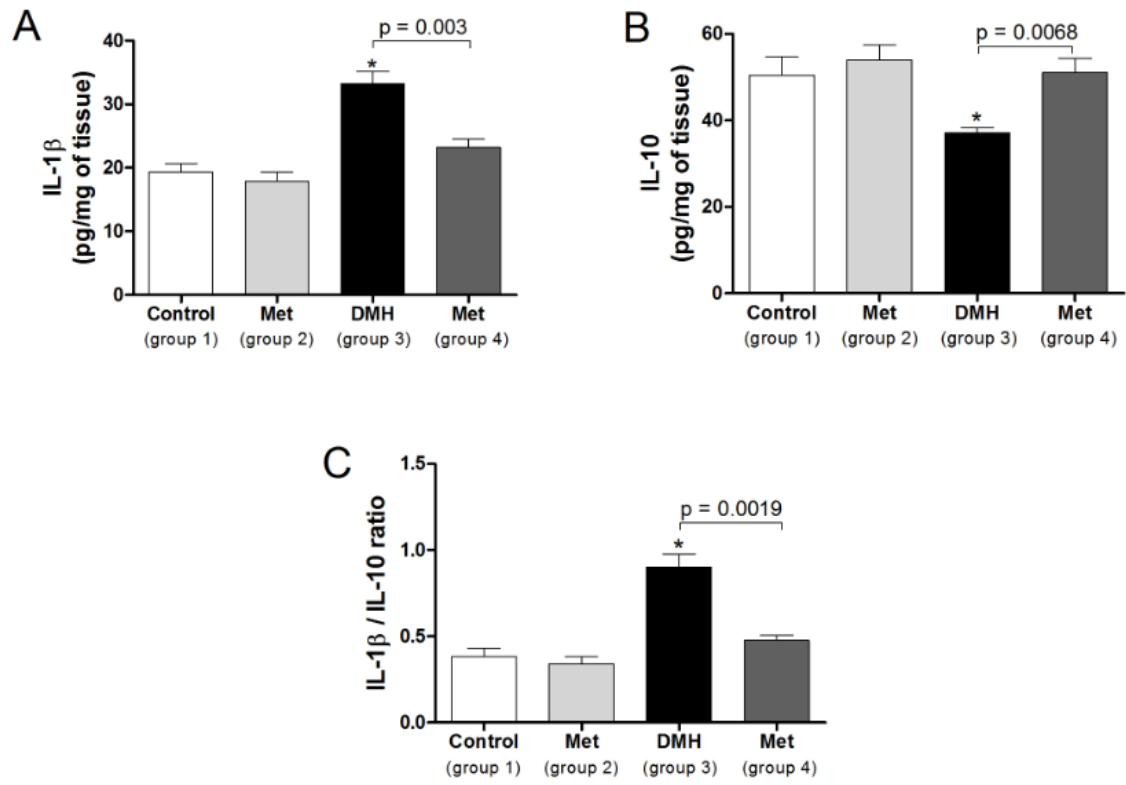 A
IL-1β
(pg/mg of tissue)
40
30
20
10
0
p = 0.003
*
Control
Met
DMH
Met
(group 1)
(group 2)
(group 3)
(group 4)
B
IL-10
(pg/mg of tissue)
60
40
20
0
p = 0.0068
*
Control
Met
DMH
Met
(group 1)
(group 2)
(group 3)
(group 4)
C
IL-1β / IL-10 ratio
1.5
1.0
0.5
0.0
p = 0.0019
*
Control
Met
DMH
Met
(group 1)
(group 2)
(group 3)
(group 4)